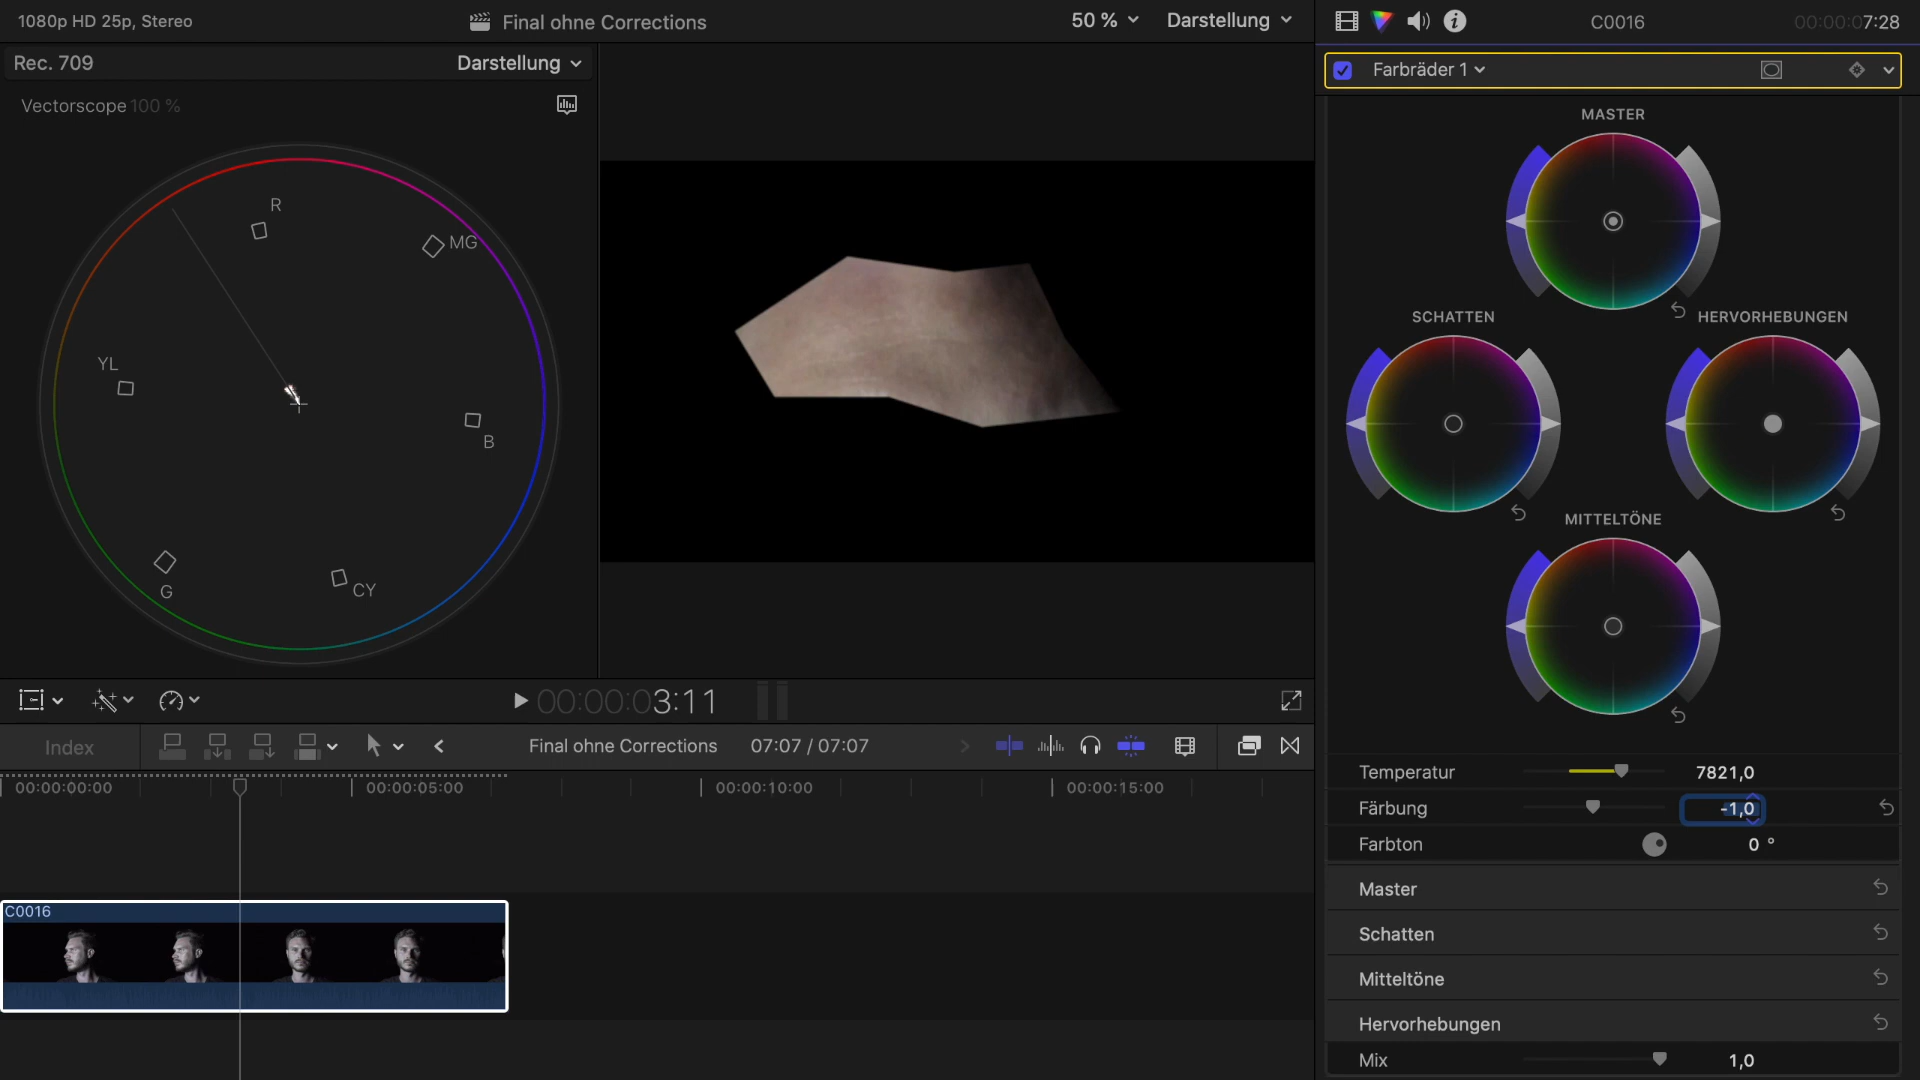 1080p HD 25p, Stereo
Final ohne Corrections
50 %
Darstellung
C0016
00:00:07:28
Rec. 709
Darstellung
Farbräder 1
Vectorscope 100 %
MASTER
R
MG
YL
B
G
CY
SCHATTEN
HERVORHEBUNGEN
MITTELTÖNE
00:00:03:11
Index
Final ohne Corrections
07:07 / 07:07
00:00:00:00
00:00:05:00
00:00:10:00
00:00:15:00
Temperatur 7821,0
Färbung -1,0
Farbton 0 °
Master
Schatten
Mitteltöne
Hervorhebungen
Mix 1,0
C0016